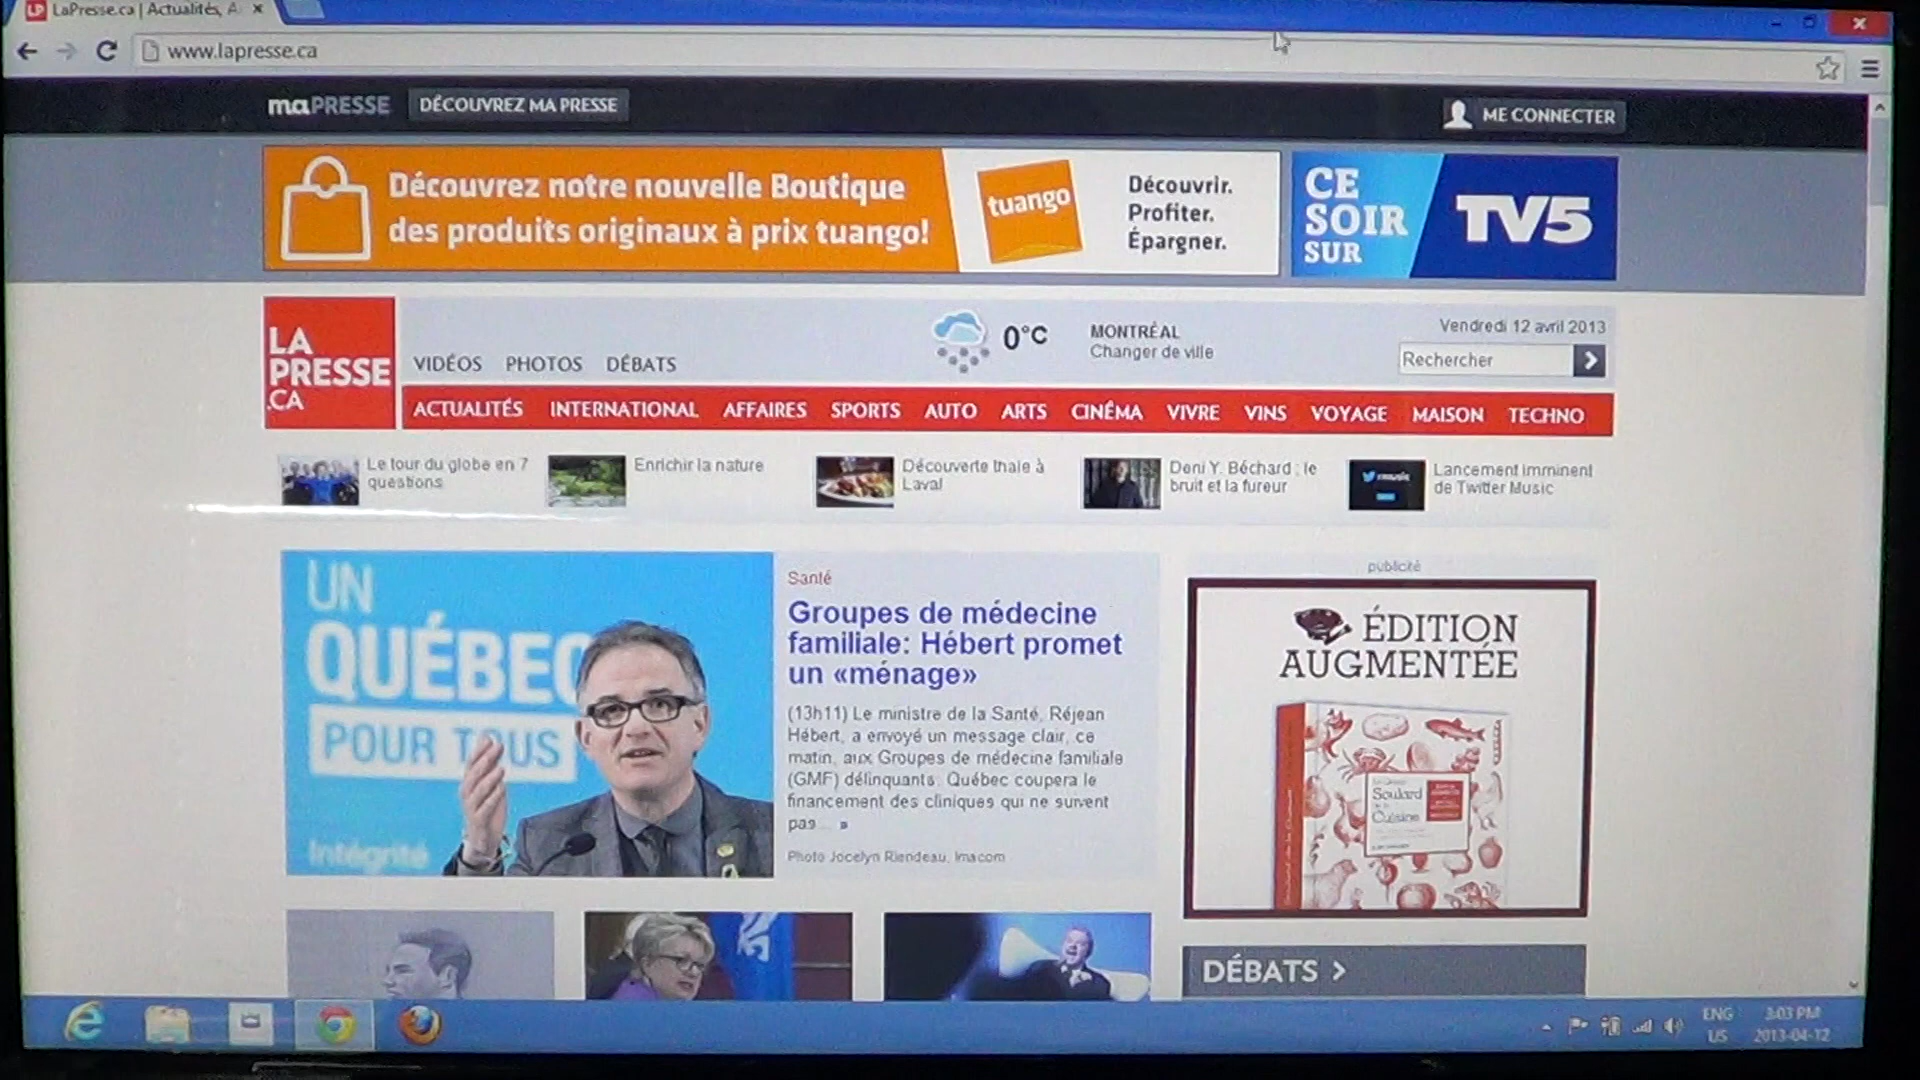 LaPresse.ca | Actualités, A
www.lapresse.ca
maPRESSE DÉCOUVREZ MA PRESSE
ME CONNECTER
Découvrez notre nouvelle Boutique
des produits originaux à prix tuango!
tuango
Découvrir.
Profiter.
Épargner.
CE
SOIR
SUR
TV5
LA
PRESSE
.CA
VIDÉOS PHOTOS DÉBATS
0°C
MONTRÉAL
Changer de ville
Vendredi 12 avril 2013
Rechercher
ACTUALITÉS INTERNATIONAL AFFAIRES SPORTS AUTO ARTS CINÉMA VIVRE VINS VOYAGE MAISON TECHNO
Le tour du globe en 7
questions
Enrichir la nature
Découverte thaïe à
Laval
Deni Y. Béchard : le
bruit et la fureur
Lancement imminent
de Twitter Music
UN
QUÉBEC
POUR TOUS
Intégrité
Santé
Groupes de médecine
familiale: Hébert promet
un «ménage»
(13h11) Le ministre de la Santé, Réjean
Hébert, a envoyé un message clair, ce
matin, aux Groupes de médecine familiale
(GMF) délinquants: Québec coupera le
financement des cliniques qui ne suivent
pas... »
Photo Jocelyn Riendeau, Imacom
publicité
ÉDITION
AUGMENTÉE
Soulard
Cuisine
DÉBATS >
ENG
US
3:03 PM
2013-04-12